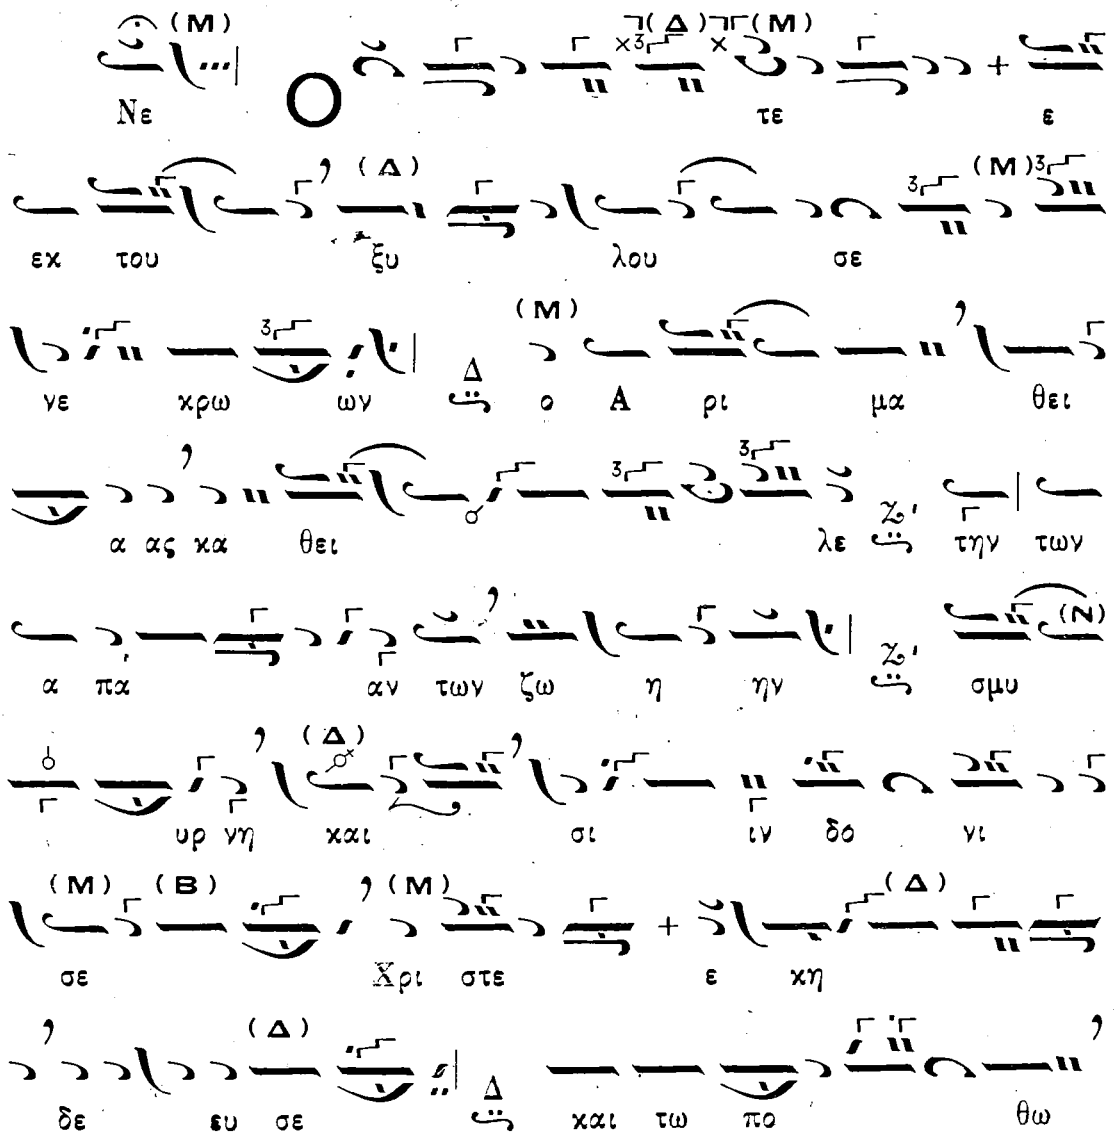 (Μ) (Δ) (Μ)
Νε Ο τε ε
(Δ) (Μ)
εκ του ξυ λου σε
(Μ)
νε κρω ων Δ ο Α ρι μα θει
α ας κα θει λε Ζ την των
(Ν)
α πα αν των ζω η ην Ζ σμυ
(Δ)
υρ νη και σι ιν δο νι
(Μ) (Β) (Μ) (Δ)
σε Χρι στε ε κη
(Δ)
δε ευ σε Δ και τω πο θω